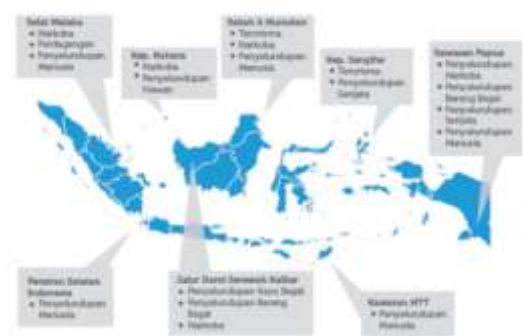 Selat Malaka
Narkoba
Perdagangan
Penyelundupan
Manusia
Kep. Natuna
Narkoba
Penyelundupan
Hewan
Sabah & Nunukan
Terorisme
Narkoba
Penyelundupan
Manusia
Kep. Sangihe
Terorisme
Penyelundupan
Senjata
Kawasan Papua
Penyelundupan
Narkoba
Penyelundupan
Barang Ilegal
Penyelundupan
Senjata
Penyelundupan
Manusia
Perairan Selatan
Indonesia
Penyelundupan
Manusia
Jalur Darat Serawak Kalbar
Penyelundupan Kayu Ilegal
Penyelundupan Barang
Ilegal
Narkoba
Kawasan NTT
Penyelundupan
Manusia